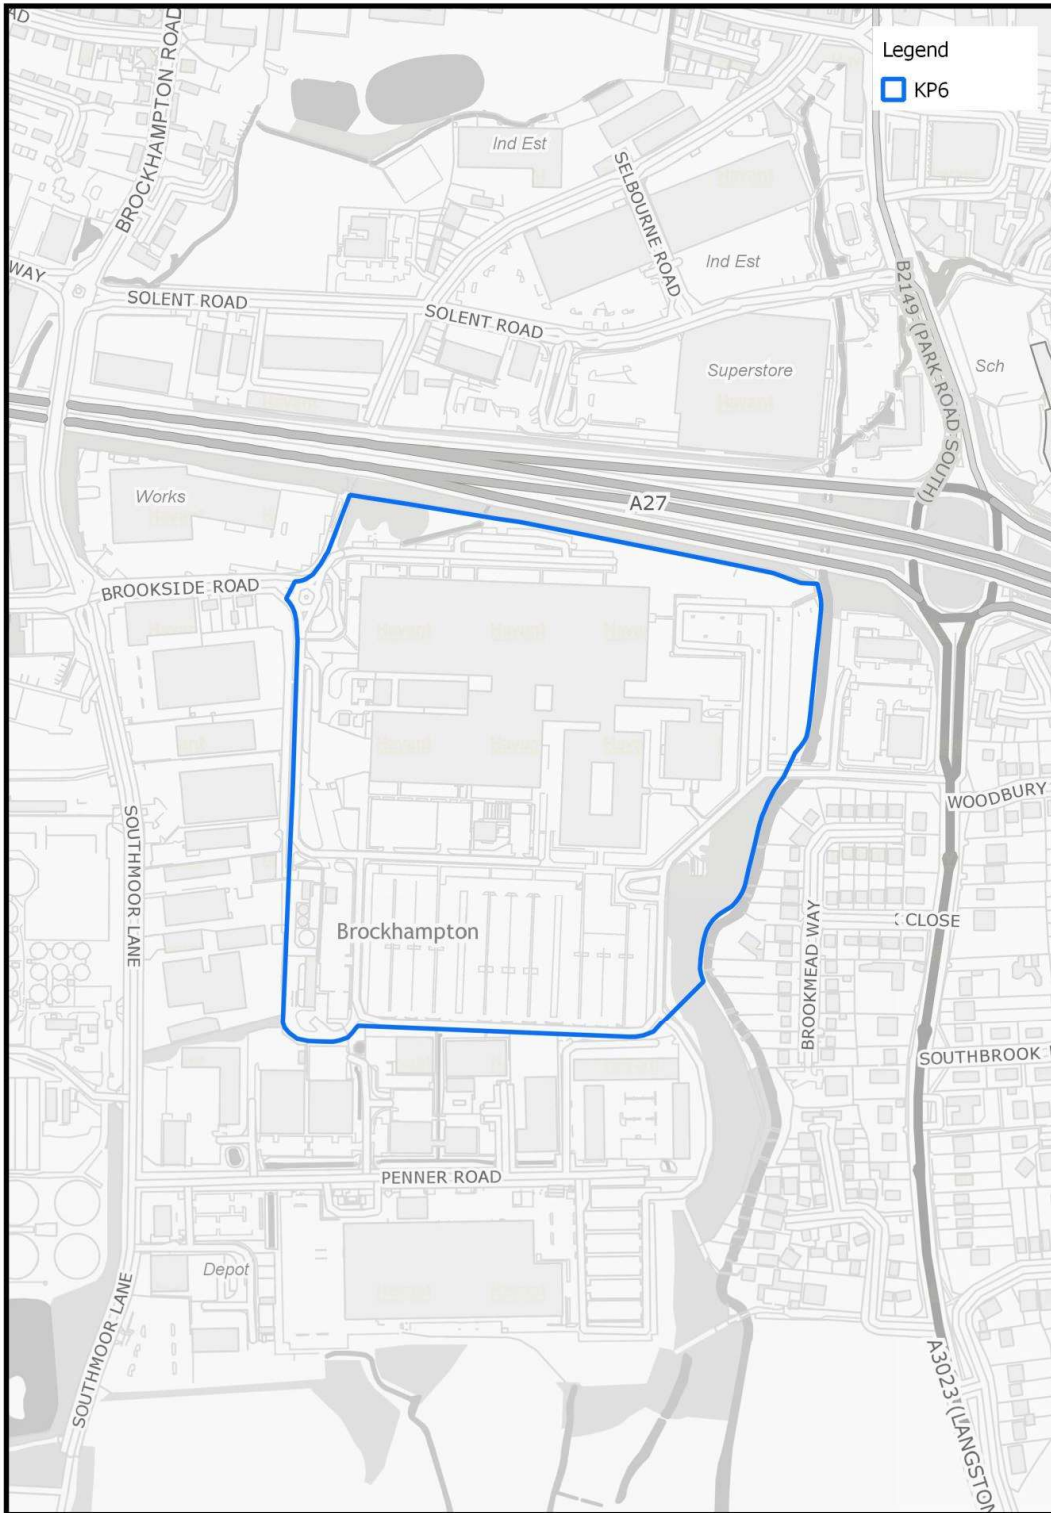 Legend
KP6
BROCKHAMPTON ROAD
Ind Est
SELBOURNE ROAD
Ind Est
WAY
SOLENT ROAD
SOLENT ROAD
B2149 (PARK ROAD SOUTH)
Superstore
Sch
Works
A27
BROOKSIDE ROAD
WOODBURY
SOUTHMOOR LANE
Brockhampton
BROOKMEAD WAY
CLOSE
SOUTHBROOK
PENNER ROAD
Depot
SOUTHMOOR LANE
A3023 (LANGSTON